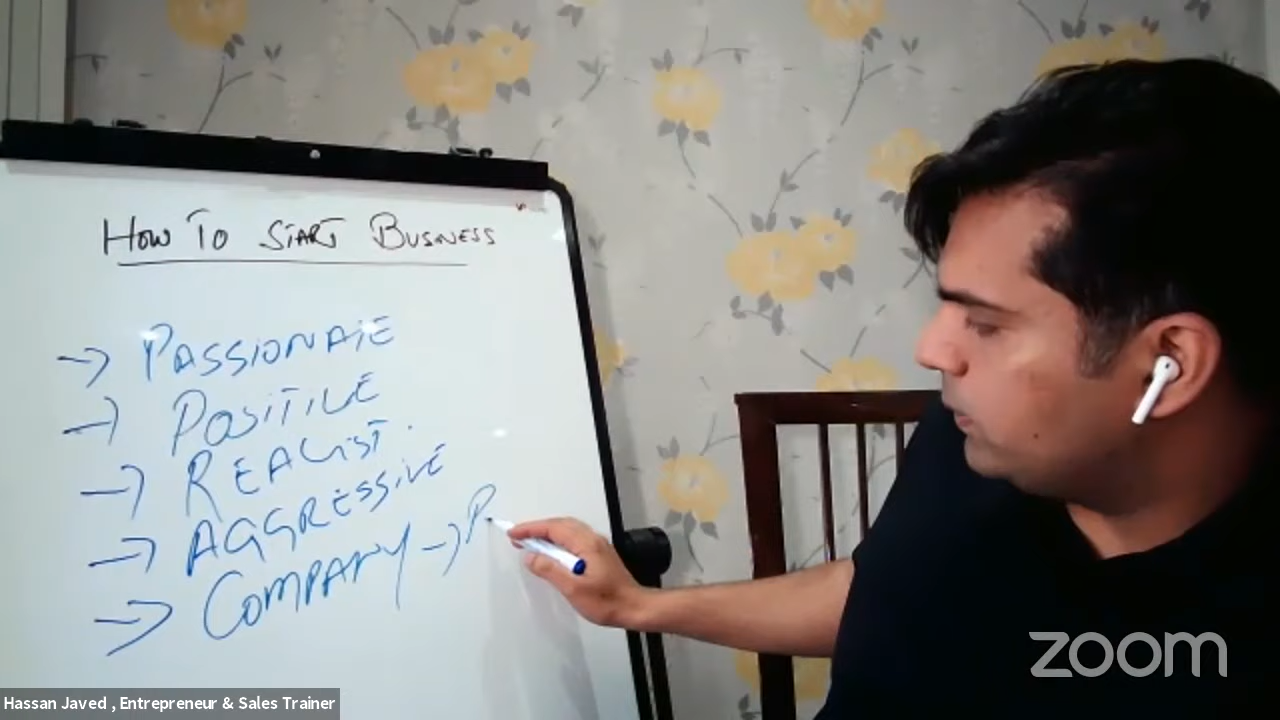 HOW TO START BUSINESS
→ PASSIONATE
→ POSITIVE
→ REALIST.
→ AGGRESSIVE
→ COMPANY → P
zoom
Hassan Javed , Entrepreneur & Sales Trainer